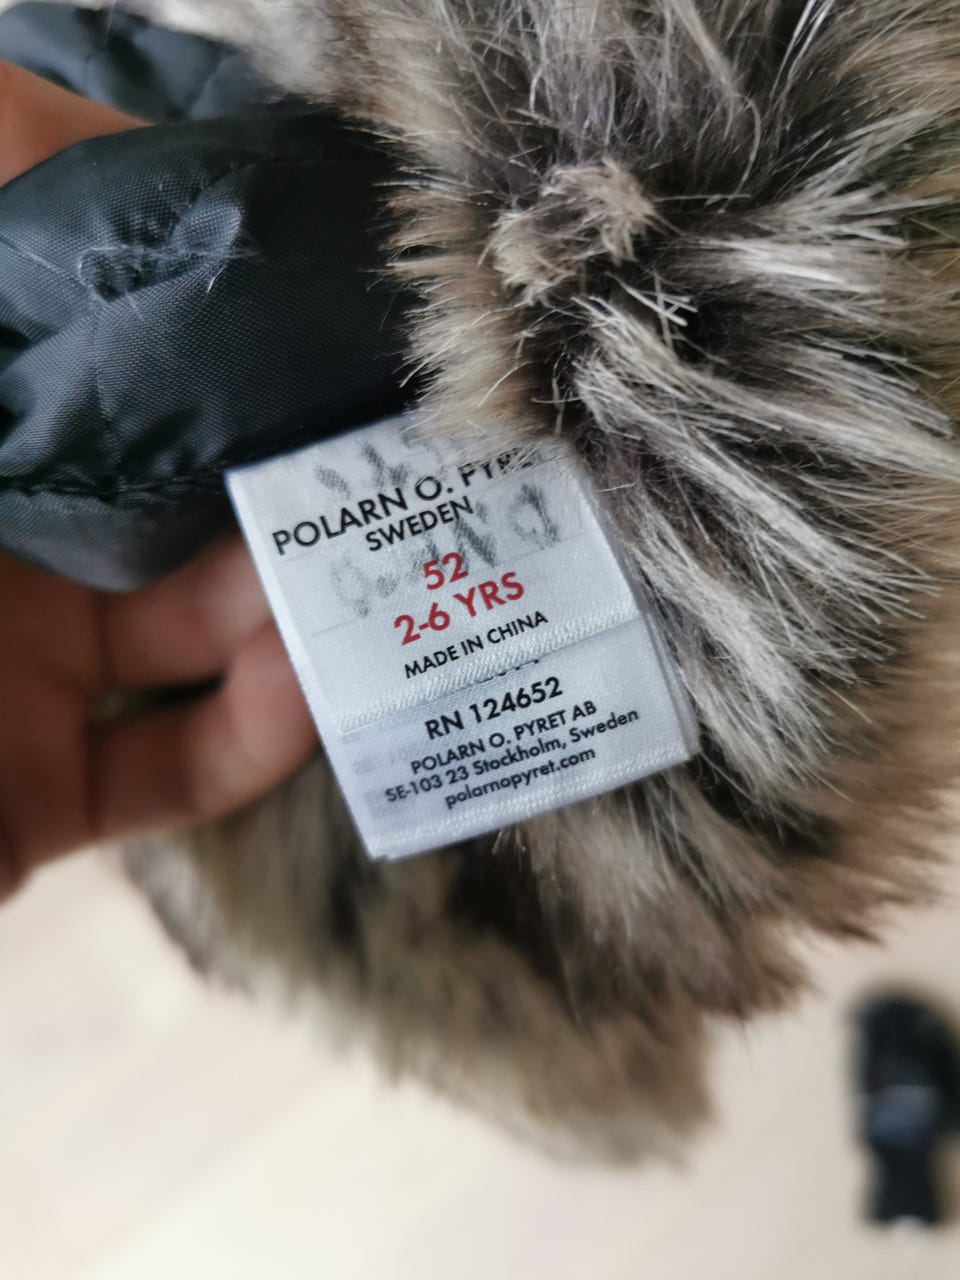 POLARN O. PYRET
SWEDEN
52
2-6 YRS
MADE IN CHINA
RN 124652
POLARN O. PYRET AB
SE-103 23 Stockholm, Sweden
polarnopyret.com